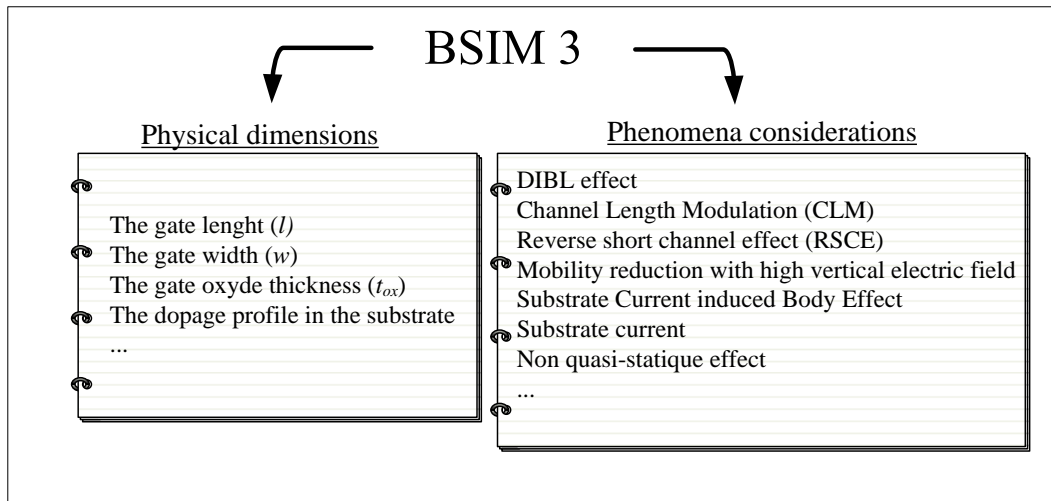 BSIM 3
Physical dimensions
The gate lenght (l)
The gate width (w)
The gate oxyde thickness (tox)
The dopage profile in the substrate
...
Phenomena considerations
DIBL effect
Channel Length Modulation (CLM)
Reverse short channel effect (RSCE)
Mobility reduction with high vertical electric field
Substrate Current induced Body Effect
Substrate current
Non quasi-statique effect
...